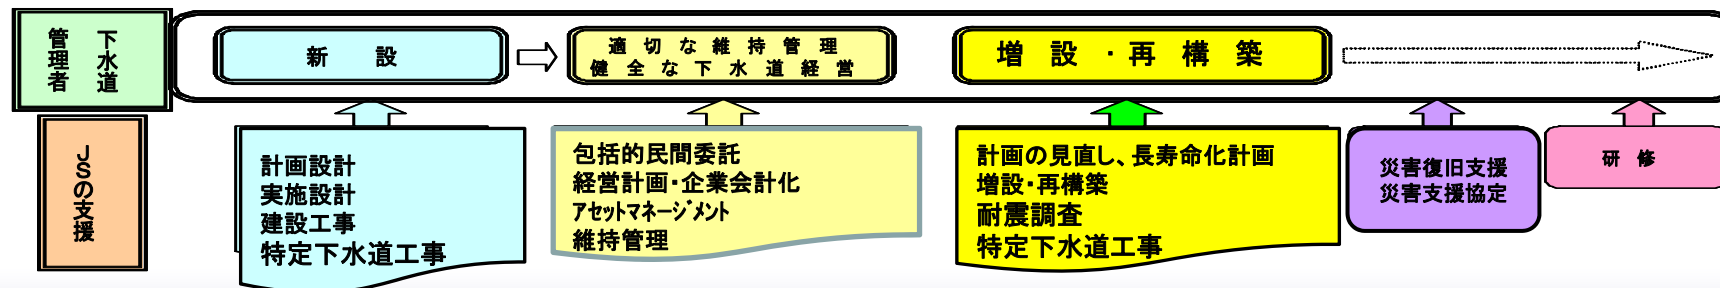 下水道
管理者
新　　設
適切な維持管理
健全な下水道経営
増　設　・再　構　築
JSの支援
計画設計
実施設計
建設工事
特定下水道工事
包括的民間委託
経営計画・企業会計化
アセットマネージメント
維持管理
計画の見直し、長寿命化計画
増設・再構築
耐震調査
特定下水道工事
災害復旧支援
災害支援協定
研　修